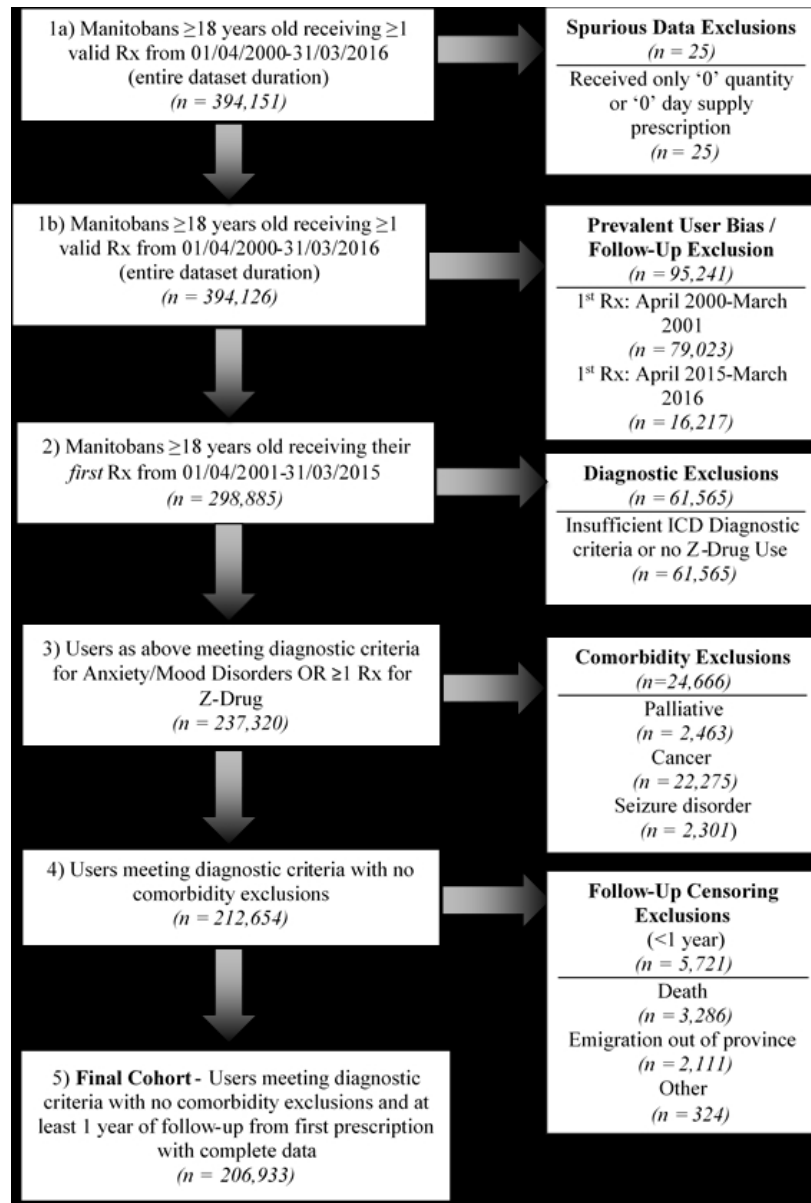 1a) Manitobans ≥18 years old receiving ≥1
valid Rx from 01/04/2000-31/03/2016
(entire dataset duration)
(n = 394,151)
Spurious Data Exclusions
(n = 25)
Received only ‘0’ quantity
or ‘0’ day supply
prescription
(n = 25)
1b) Manitobans ≥18 years old receiving ≥1
valid Rx from 01/04/2000-31/03/2016
(entire dataset duration)
(n = 394,126)
Prevalent User Bias /
Follow-Up Exclusion
(n = 95,241)
1st Rx: April 2000-March
2001
(n = 79,023)
1st Rx: April 2015-March
2016
(n = 16,217)
2) Manitobans ≥18 years old receiving their
first Rx from 01/04/2001-31/03/2015
(n = 298,885)
Diagnostic Exclusions
(n = 61,565)
Insufficient ICD Diagnostic
criteria or no Z-Drug Use
(n = 61,565)
3) Users as above meeting diagnostic criteria
for Anxiety/Mood Disorders OR ≥1 Rx for
Z-Drug
(n = 237,320)
Comorbidity Exclusions
(n=24,666)
Palliative
(n = 2,463)
Cancer
(n = 22,275)
Seizure disorder
(n = 2,301)
4) Users meeting diagnostic criteria with no
comorbidity exclusions
(n = 212,654)
Follow-Up Censoring
Exclusions
(<1 year)
(n = 5,721)
Death
(n = 3,286)
Emigration out of province
(n = 2,111)
Other
(n = 324)
5) Final Cohort - Users meeting diagnostic
criteria with no comorbidity exclusions and at
least 1 year of follow-up from first prescription
with complete data
(n = 206,933)